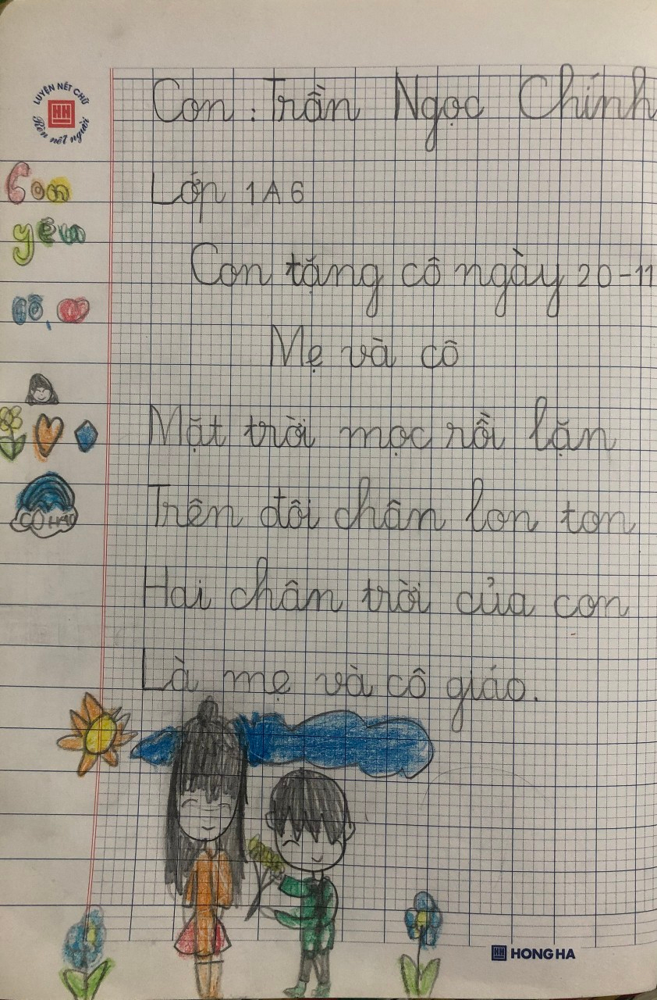 LUYỆN NÉT CHỮ
HH
Rèn nết người
Con : Trần Ngọc Chính
Lớp 1A6
Con
yêu
cô,
Con tặng cô ngày 20-11
Mẹ và cô
Mặt trời mọc rồi lặn
Trên đôi chân lon ton
Hai chân trời của con
Là mẹ và cô giáo.
HH HONG HA